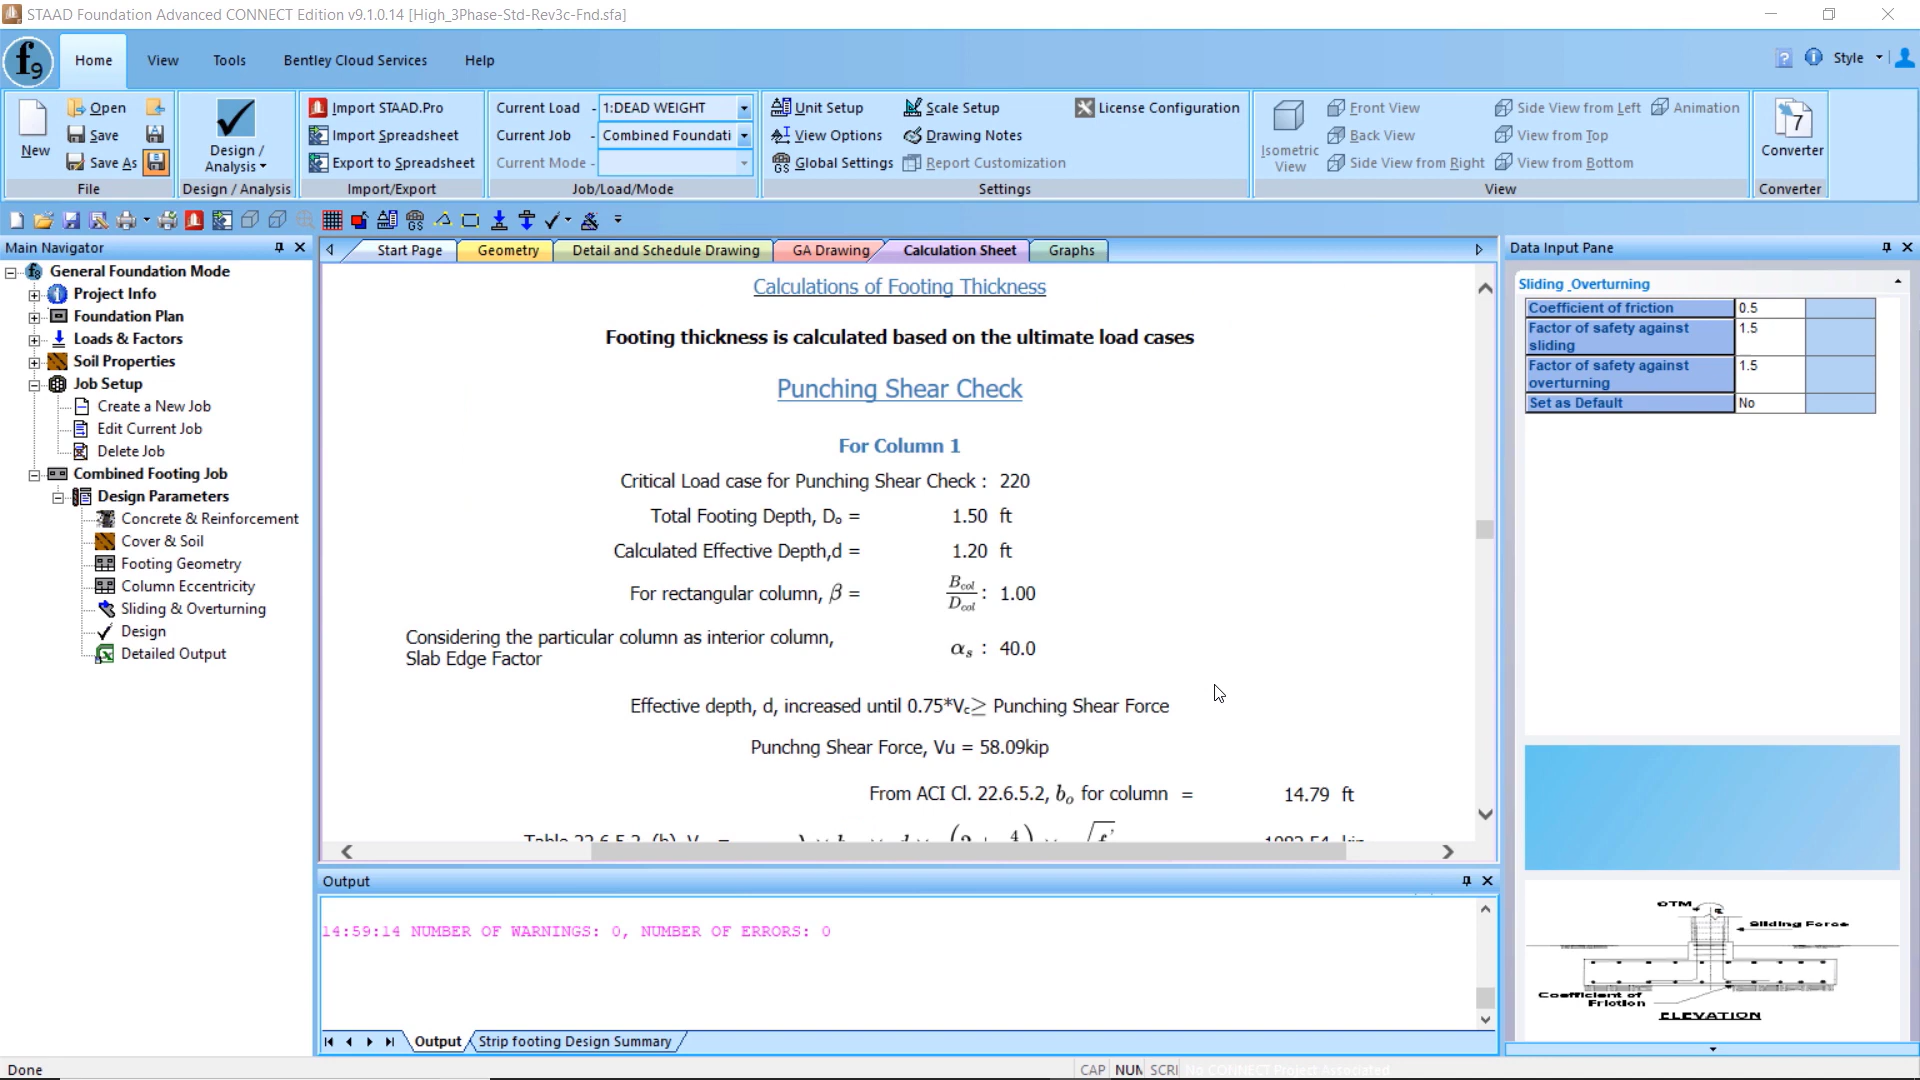 STAAD Foundation Advanced CONNECT Edition v9.1.0.14 [High_3Phase-Std-Rev3c-Fnd.sfa]
f9
Home
View
Tools
Bentley Cloud Services
Help
Style
New
Open
Save
Save As
File
Design /
Analysis
Design / Analysis
Import STAAD.Pro
Import Spreadsheet
Export to Spreadsheet
Import/Export
Current Load - 1:DEAD WEIGHT
Current Job - Combined Foundati
Current Mode -
Job/Load/Mode
Unit Setup
View Options
Global Settings
Scale Setup
Drawing Notes
Report Customization
License Configuration
Settings
Isometric
View
Front View
Back View
Side View from Right
Side View from Left
View from Top
View from Bottom
Animation
View
7
Converter
Converter
Main Navigator
General Foundation Mode
Project Info
Foundation Plan
Loads & Factors
Soil Properties
Job Setup
Create a New Job
Edit Current Job
Delete Job
Combined Footing Job
Design Parameters
Concrete & Reinforcement
Cover & Soil
Footing Geometry
Column Eccentricity
Sliding & Overturning
Design
Detailed Output
Start Page
Geometry
Detail and Schedule Drawing
GA Drawing
Calculation Sheet
Graphs
Calculations of Footing Thickness
Footing thickness is calculated based on the ultimate load cases
Punching Shear Check
For Column 1
Critical Load case for Punching Shear Check : 220
Total Footing Depth, Do = 1.50 ft
Calculated Effective Depth,d = 1.20 ft
For rectangular column, β = Bcol/Dcol : 1.00
Considering the particular column as interior column,
Slab Edge Factor
αs : 40.0
Effective depth, d, increased until 0.75*Vc≥ Punching Shear Force
Punchng Shear Force, Vu = 58.09kip
From ACI Cl. 22.6.5.2, bo for column = 14.79 ft
Output
14:59:14 NUMBER OF WARNINGS: 0, NUMBER OF ERRORS: 0
Output
Strip footing Design Summary
Data Input Pane
Sliding_Overturning
Coefficient of friction 0.5
Factor of safety against
sliding
1.5
Factor of safety against
overturning
1.5
Set as Default No
OTM
Sliding Force
Coefficient of
Friction
ELEVATION
Done
CAP
NUM
SCRI
No CONNECT Project Associated